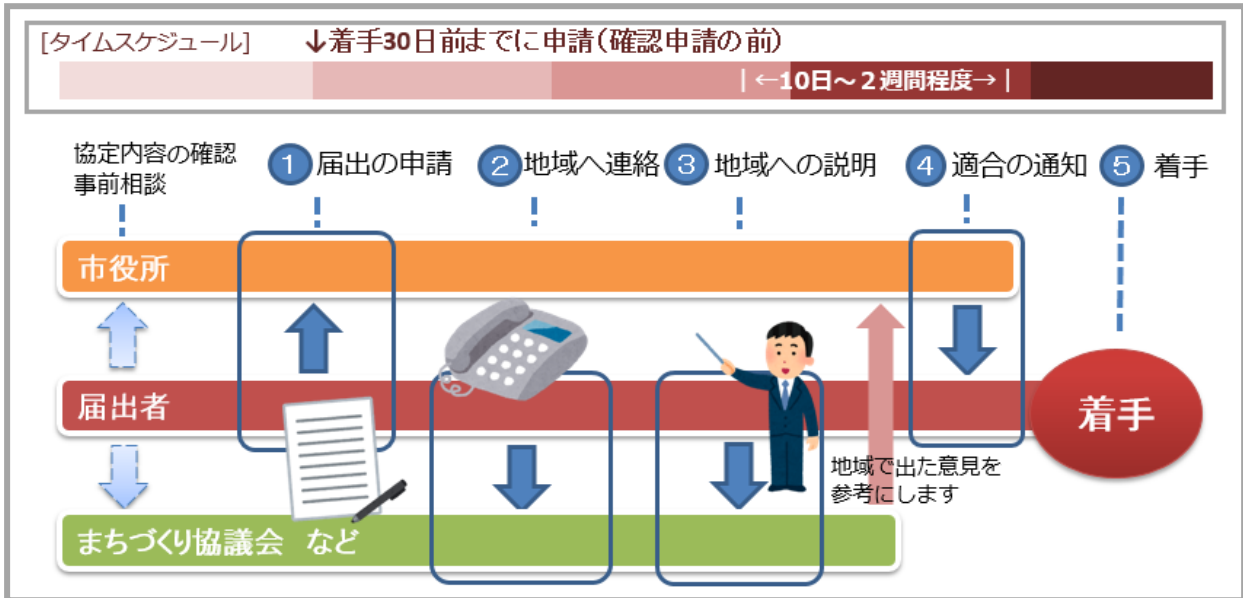 [タイムスケジュール]
↓着手30日前までに申請(確認申請の前)
|←10日～２週間程度→|
協定内容の確認
事前相談
1 届出の申請
2 地域へ連絡
3 地域への説明
4 適合の通知
5 着手
市役所
届出者
着手
地域で出た意見を
参考にします
まちづくり協議会 など